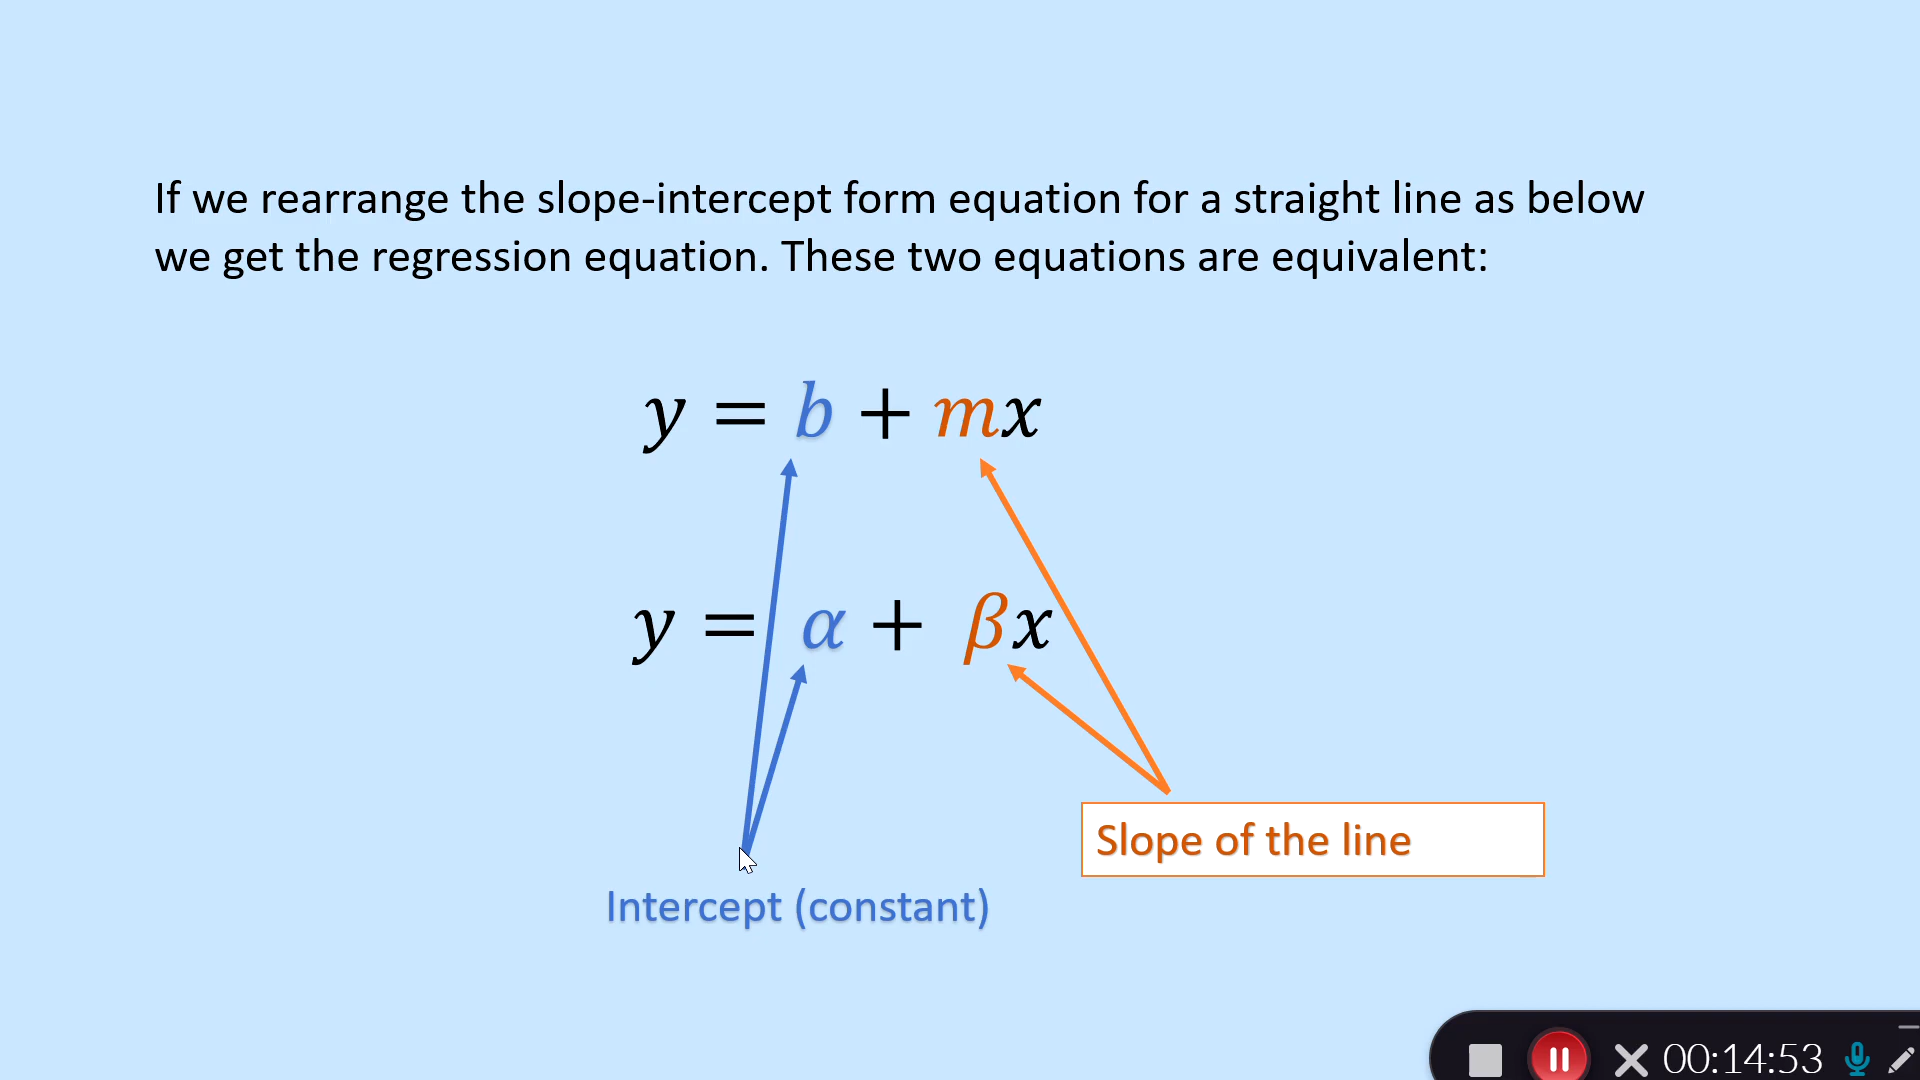 If we rearrange the slope-intercept form equation for a straight line as below
we get the regression equation. These two equations are equivalent:
y = b + mx
y = α + βx
Slope of the line
Intercept (constant)
00:14:53